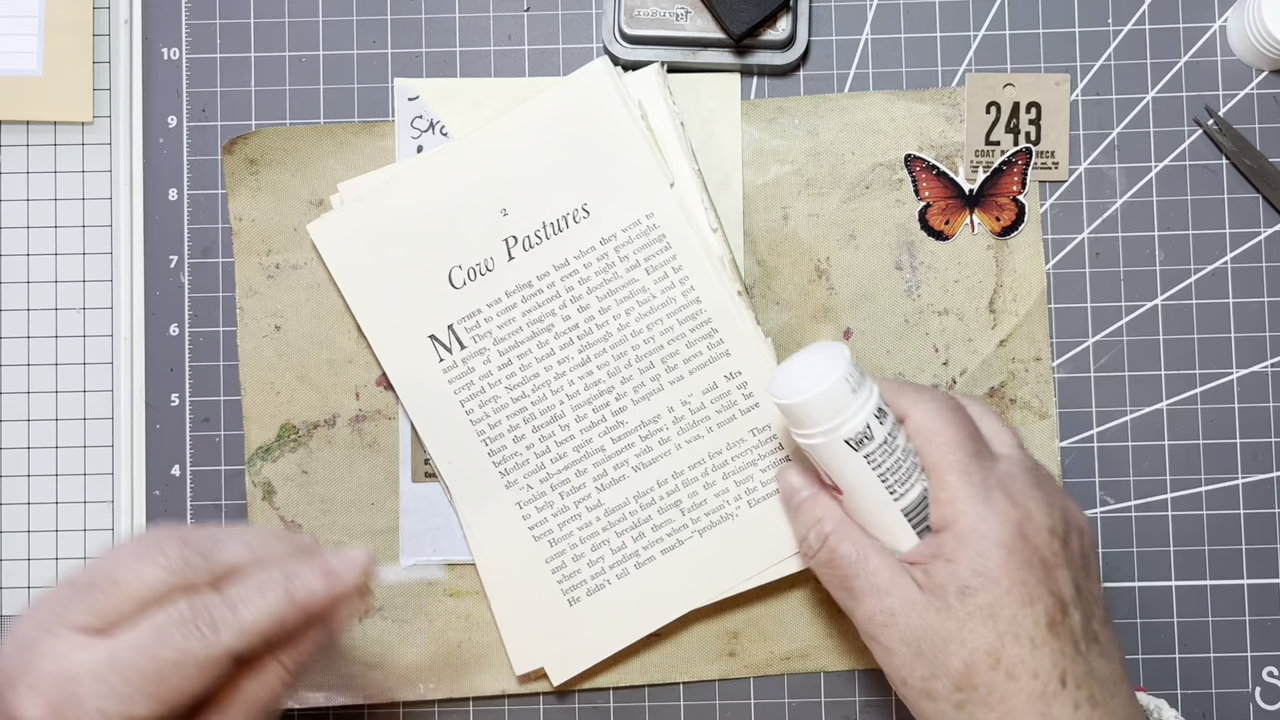 10
9
8
7
6
5
4
Ranger
243
COAT
NECK
2
Cow Pastures
MOTHER was feeling too bad when they went to
bed to come down or even to say good-night.
They were awakened in the night by comings
and goings, discreet ringing of the doorbell, and several
sounds of handwashings in the bathroom. Eleanor
crept out and met the doctor on the landing, and he
patted her on the head and told her to go back and got
to sleep. Needless to say, although she obediently got
back into bed, sleep she could not until the grey morning
in her room told her it was too late to try any longer.
Then she fell into a hot doze, full of dreams even worse
than the dreadful imaginings she had gone through
before, so that by the time she got up the news that
Mother had been rushed into hospital was something
she could take quite calmly.
"A sub-a-something hæmorrhage it is," said Mrs
Tonkin from the maisonette below; she had come up
to help Father and stay with the children while he
went with poor Mother. Whatever it was, it must have
been pretty bad.
Home was a dismal place for the next few days. They
came in from school to find a sad film of dust everywhere
and the dirty breakfast things on the draining-board
where they had left them. Father was busy writing
letters and sending wires when he wasn't at the
He didn't tell them much—"probably," Eleanor